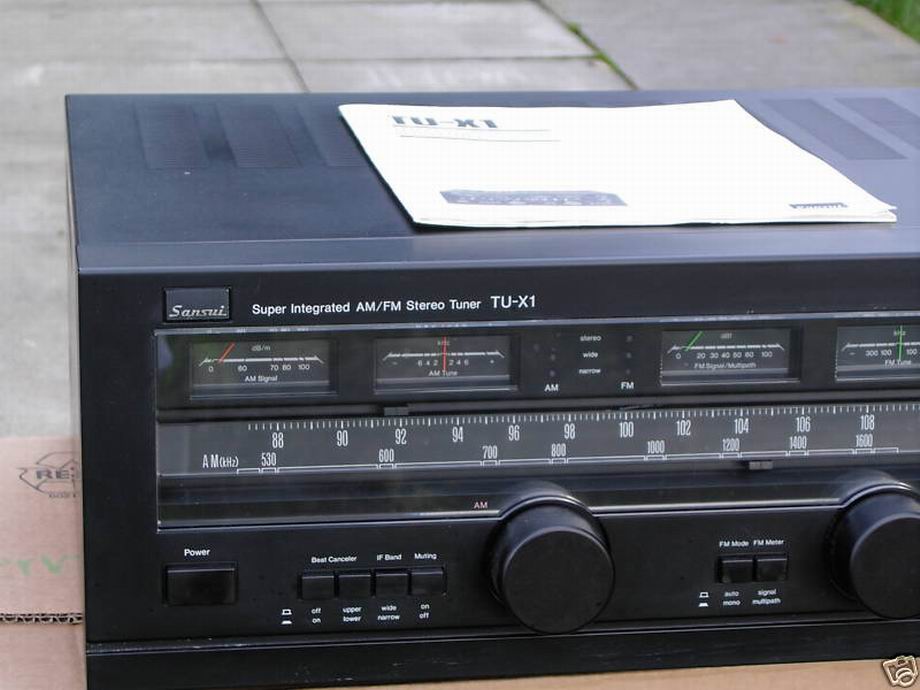 TU-X1
Sansui
Super Integrated AM/FM Stereo Tuner TU-X1
dB/m
0 60 70 80 100
AM Signal
kHz
6 4 2 2 4 6
AM Tune
stereo
wide
narrow
AM FM
dBf
0 20 30 40 50 60 80 100
FM Signal/Multipath
kHz
300 100 100
FM Tune
88 90 92 94 96 98 100 102 104 106 108
AM(kHz) 530 600 700 800 1000 1200 1400 1600
AM
Power
Beat Canceler IF Band Muting
off upper wide on
on lower narrow off
FM Mode FM Meter
auto signal
mono multipath